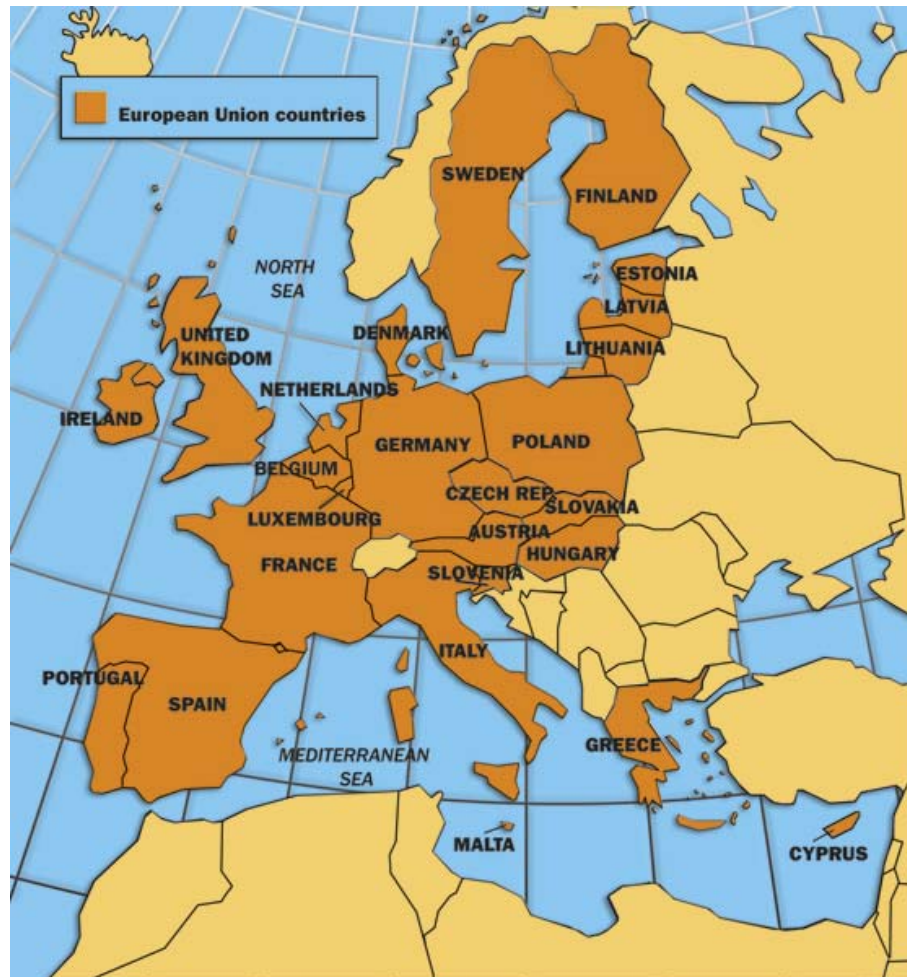 European Union countries
SWEDEN
FINLAND
NORTH
SEA
ESTONIA
LATVIA
UNITED
KINGDOM
DENMARK
LITHUANIA
NETHERLANDS
IRELAND
GERMANY
POLAND
BELGIUM
CZECH REP.
SLOVAKIA
LUXEMBOURG
AUSTRIA
HUNGARY
FRANCE
SLOVENIA
ITALY
PORTUGAL
SPAIN
GREECE
MEDITERRANEAN
SEA
MALTA
CYPRUS